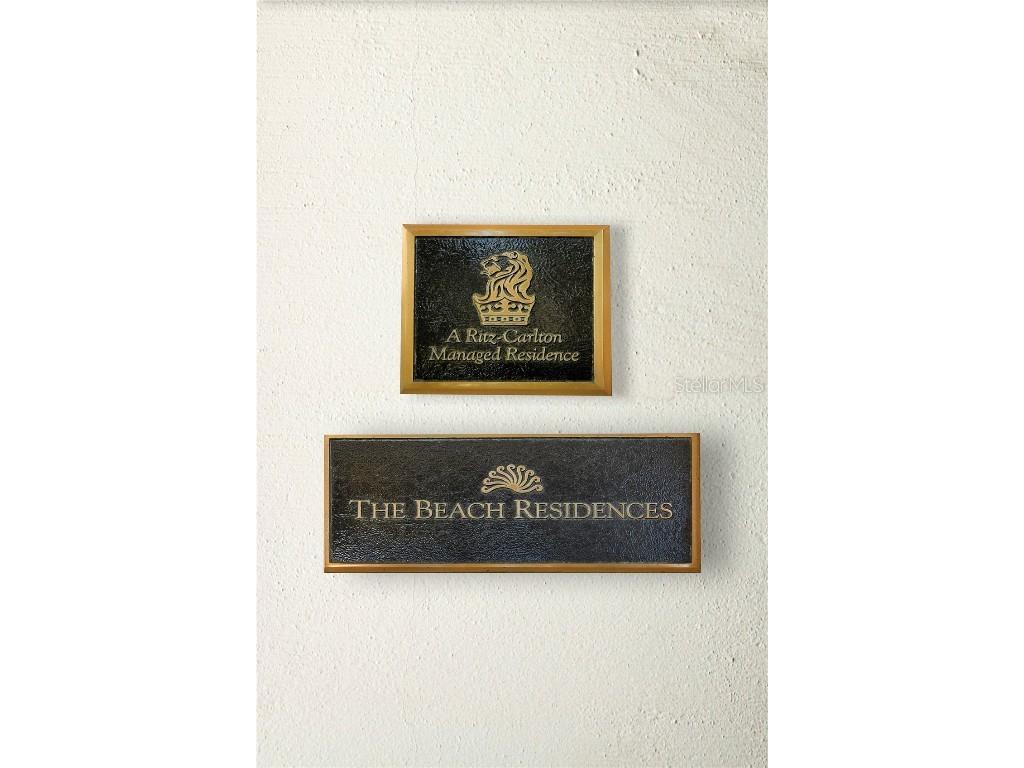 A Ritz-Carlton
Managed Residence
StellarMLS
THE BEACH RESIDENCES